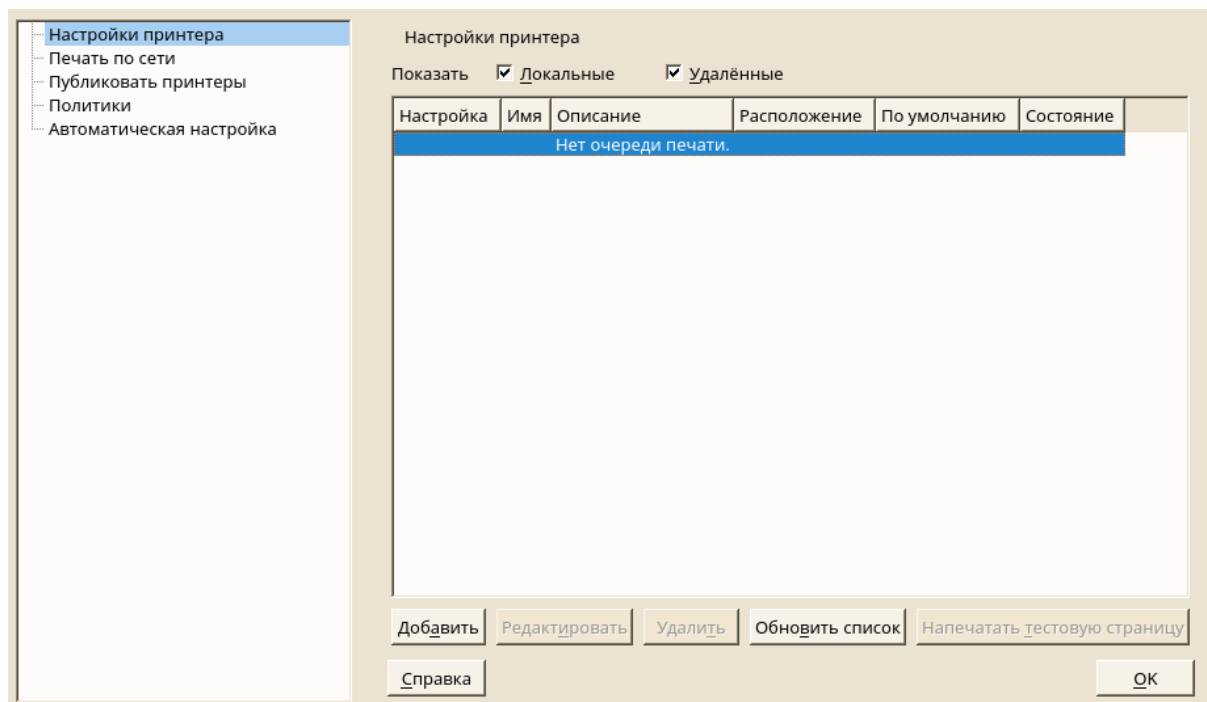 Настройки принтера
Печать по сети
Публиковать принтеры
Политики
Автоматическая настройка
Настройки принтера
Показать Локальные Удалённые
Настройка Имя Описание Расположение По умолчанию Состояние
Нет очереди печати.
Добавить Редактировать Удалить Обновить список Напечатать тестовую страницу
Справка OK